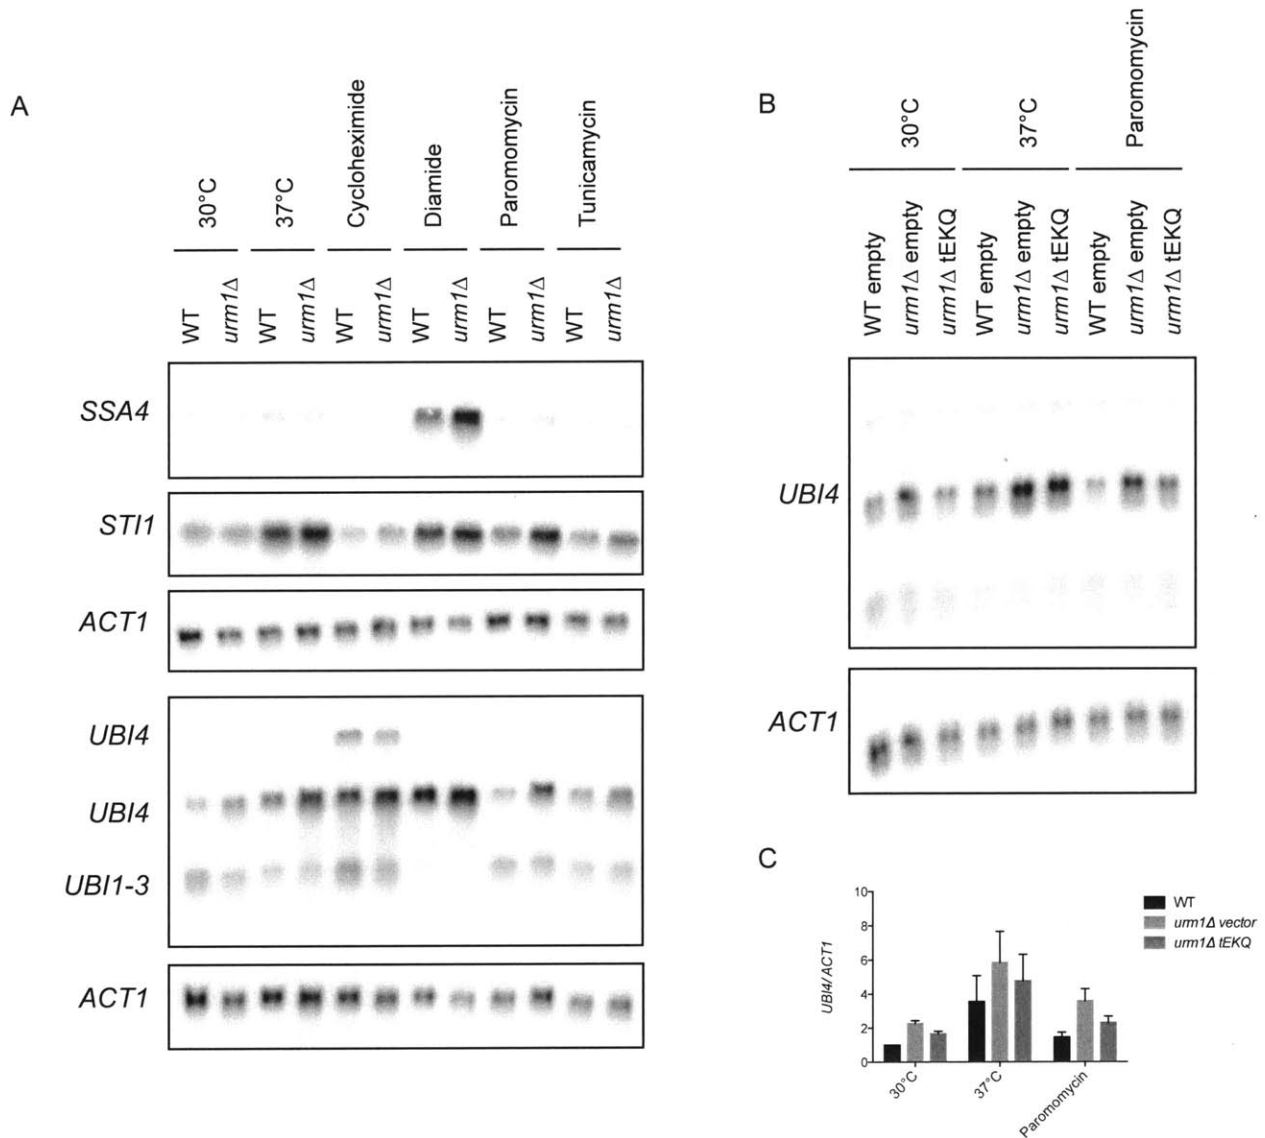 A
30°C
37°C
Cycloheximide
Diamide
Paromomycin
Tunicamycin
WT
urm1Δ
WT
urm1Δ
WT
urm1Δ
WT
urm1Δ
WT
urm1Δ
WT
urm1Δ
SSA4
STI1
ACT1
UBI4
UBI4
UBI1-3
ACT1
B
30°C
37°C
Paromomycin
WT empty
urm1Δ empty
urm1Δ tEKQ
WT empty
urm1Δ empty
urm1Δ tEKQ
WT empty
urm1Δ empty
urm1Δ tEKQ
UBI4
ACT1
C
UBI4/ACT1
10
8
6
4
2
0
30°C
37°C
Paromomycin
WT
urm1Δ vector
urm1Δ tEKQ